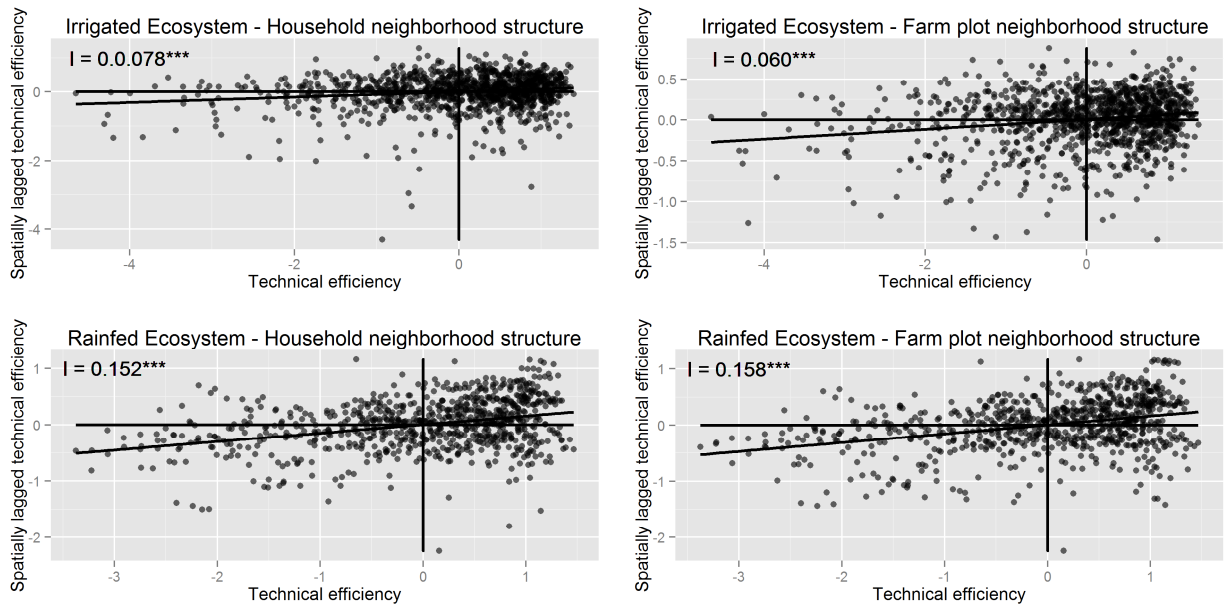 Irrigated Ecosystem - Household neighborhood structure
I = 0.0.078***
Spatially lagged technical efficiency
0
-2
-4
-4
-2
0
Technical efficiency
Irrigated Ecosystem - Farm plot neighborhood structure
I = 0.060***
Spatially lagged technical efficiency
0.5
0.0
-0.5
-1.0
-1.5
-4
-2
0
Technical efficiency
Rainfed Ecosystem - Household neighborhood structure
I = 0.152***
Spatially lagged technical efficiency
1
0
-1
-2
-3
-2
-1
0
1
Technical efficiency
Rainfed Ecosystem - Farm plot neighborhood structure
I = 0.158***
Spatially lagged technical efficiency
1
0
-1
-2
-3
-2
-1
0
1
Technical efficiency